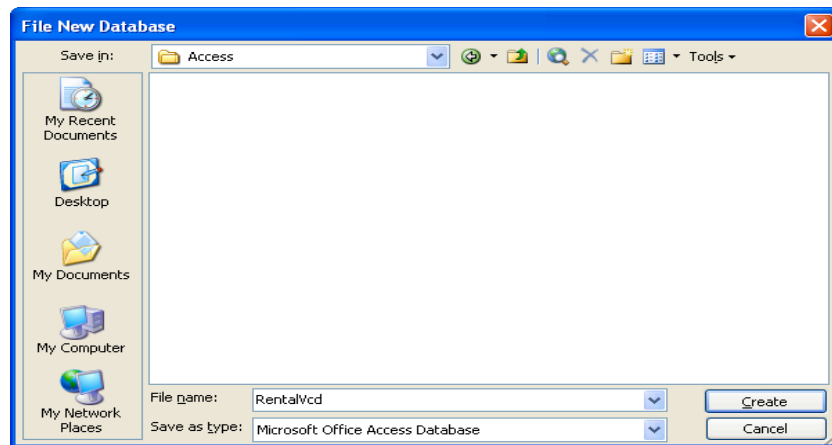 File New Database
Save in:
Access
Tools
My Recent
Documents
Desktop
My Documents
My Computer
My Network
Places
File name:
RentalVcd
Create
Save as type:
Microsoft Office Access Database
Cancel